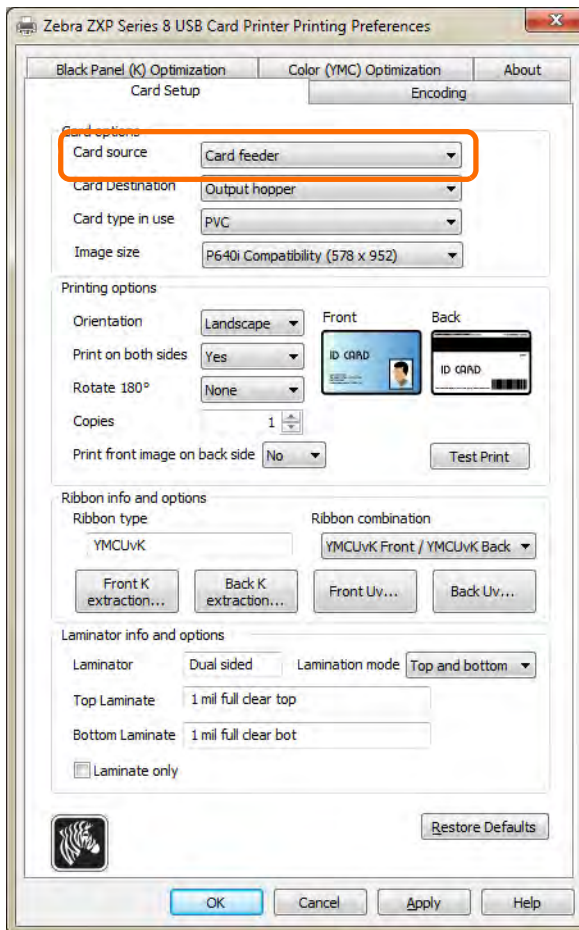 Zebra ZXP Series 8 USB Card Printer Printing Preferences
Black Panel (K) Optimization Color (YMC) Optimization About
Card Setup Encoding
Card options
Card source Card feeder
Card Destination Output hopper
Card type in use PVC
Image size P640i Compatibility (578 x 952)
Printing options
Orientation Landscape Front Back
Print on both sides Yes
ID CARD
ID CARD
Rotate 180° None
Copies 1
Print front image on back side No Test Print
Ribbon info and options
Ribbon type Ribbon combination
YMCUvK YMCUvK Front / YMCUvK Back
Front K extraction... Back K extraction... Front Uv... Back Uv...
Laminator info and options
Laminator Dual sided Lamination mode Top and bottom
Top Laminate 1 mil full clear top
Bottom Laminate 1 mil full clear bot
Laminate only
Restore Defaults
OK Cancel Apply Help